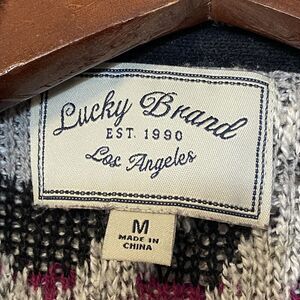 Lucky Brand
EST. 1990
Los Angeles
M
MADE IN
CHINA